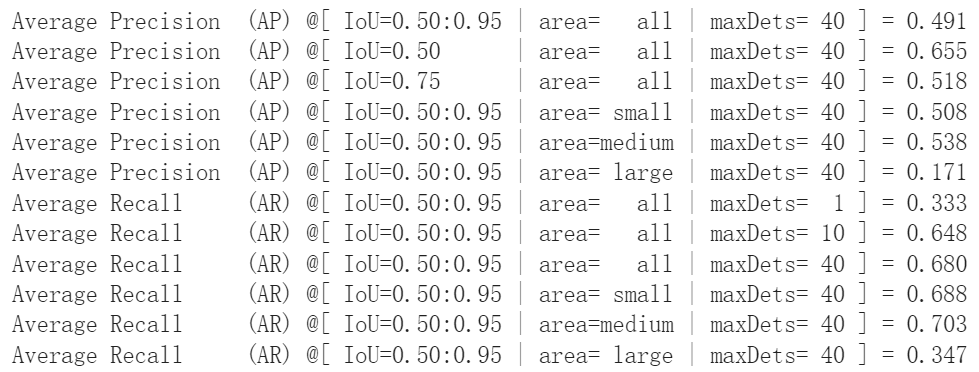 Average Precision  (AP) @[ IoU=0.50:0.95 | area=   all | maxDets= 40 ] = 0.491
Average Precision  (AP) @[ IoU=0.50      | area=   all | maxDets= 40 ] = 0.655
Average Precision  (AP) @[ IoU=0.75      | area=   all | maxDets= 40 ] = 0.518
Average Precision  (AP) @[ IoU=0.50:0.95 | area= small | maxDets= 40 ] = 0.508
Average Precision  (AP) @[ IoU=0.50:0.95 | area=medium | maxDets= 40 ] = 0.538
Average Precision  (AP) @[ IoU=0.50:0.95 | area= large | maxDets= 40 ] = 0.171
Average Recall     (AR) @[ IoU=0.50:0.95 | area=   all | maxDets=  1 ] = 0.333
Average Recall     (AR) @[ IoU=0.50:0.95 | area=   all | maxDets= 10 ] = 0.648
Average Recall     (AR) @[ IoU=0.50:0.95 | area=   all | maxDets= 40 ] = 0.680
Average Recall     (AR) @[ IoU=0.50:0.95 | area= small | maxDets= 40 ] = 0.688
Average Recall     (AR) @[ IoU=0.50:0.95 | area=medium | maxDets= 40 ] = 0.703
Average Recall     (AR) @[ IoU=0.50:0.95 | area= large | maxDets= 40 ] = 0.347